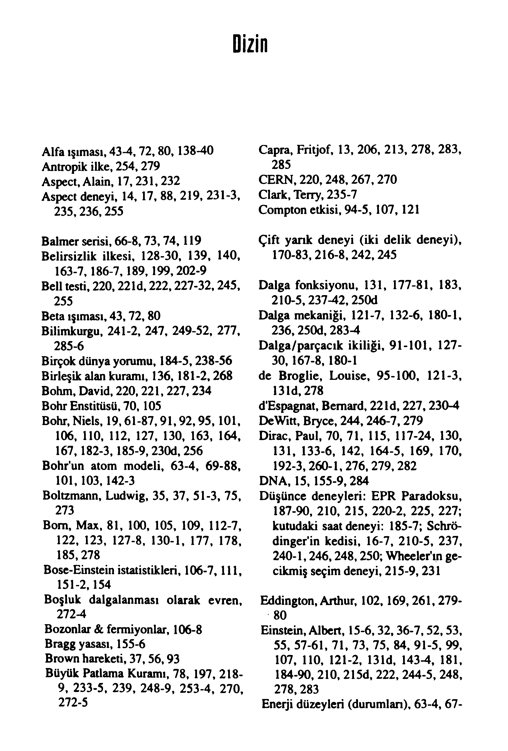 Dizin
Alfa ışıması, 43-4, 72, 80, 138-40
Antropik ilke, 254, 279
Aspect, Alain, 17, 231, 232
Aspect deneyi, 14, 17, 88, 219, 231-3,
235, 236, 255
Balmer serisi, 66-8, 73, 74, 119
Belirsizlik ilkesi, 128-30, 139, 140,
163-7, 186-7, 189, 199, 202-9
Bell testi, 220, 221d, 222, 227-32, 245,
255
Beta ışıması, 43, 72, 80
Bilimkurgu, 241-2, 247, 249-52, 277,
285-6
Birçok dünya yorumu, 184-5, 238-56
Birleşik alan kuramı, 136, 181-2, 268
Bohm, David, 220, 221, 227, 234
Bohr Enstitüsü, 70, 105
Bohr, Niels, 19, 61-87, 91, 92, 95, 101,
106, 110, 112, 127, 130, 163, 164,
167, 182-3, 185-9, 230d, 256
Bohr'un atom modeli, 63-4, 69-88,
101, 103, 142-3
Boltzmann, Ludwig, 35, 37, 51-3, 75,
273
Born, Max, 81, 100, 105, 109, 112-7,
122, 123, 127-8, 130-1, 177, 178,
185, 278
Bose-Einstein istatistikleri, 106-7, 111,
151-2, 154
Boşluk dalgalanması olarak evren,
272-4
Bozonlar & fermiyonlar, 106-8
Bragg yasası, 155-6
Brown hareketi, 37, 56, 93
Büyük Patlama Kuramı, 78, 197, 218-
9, 233-5, 239, 248-9, 253-4, 270,
272-5
Capra, Fritjof, 13, 206, 213, 278, 283,
285
CERN, 220, 248, 267, 270
Clark, Terry, 235-7
Compton etkisi, 94-5, 107, 121
Çift yarık deneyi (iki delik deneyi),
170-83, 216-8, 242, 245
Dalga fonksiyonu, 131, 177-81, 183,
210-5, 237-42, 250d
Dalga mekaniği, 121-7, 132-6, 180-1,
236, 250d, 283-4
Dalga/parçacık ikiliği, 91-101, 127-
30, 167-8, 180-1
de Broglie, Louise, 95-100, 121-3,
131d, 278
d'Espagnat, Bernard, 221d, 227, 230-4
DeWitt, Bryce, 244, 246-7, 279
Dirac, Paul, 70, 71, 115, 117-24, 130,
131, 133-6, 142, 164-5, 169, 170,
192-3, 260-1, 276, 279, 282
DNA, 15, 155-9, 284
Düşünce deneyleri: EPR Paradoksu,
187-90, 210, 215, 220-2, 225, 227;
kutudaki saat deneyi: 185-7; Schrö-
dinger'in kedisi, 16-7, 210-5, 237,
240-1, 246, 248, 250; Wheeler'ın ge-
cikmiş seçim deneyi, 215-9, 231
Eddington, Arthur, 102, 169, 261, 279-
80
Einstein, Albert, 15-6, 32, 36-7, 52, 53,
55, 57-61, 71, 73, 75, 84, 91-5, 99,
107, 110, 121-2, 131d, 143-4, 181,
184-90, 210, 215d, 222, 244-5, 248,
278, 283
Enerji düzeyleri (durumları), 63-4, 67-